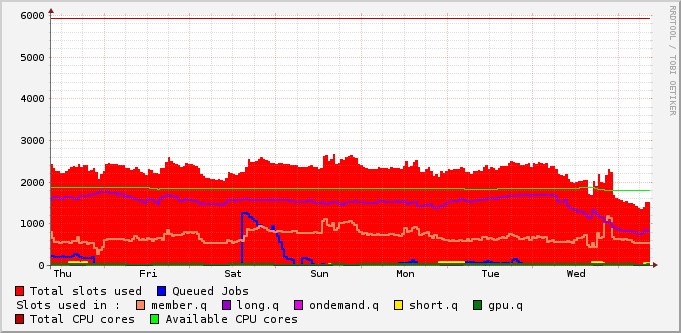 6000
5000
4000
3000
2000
1000
0
Thu Fri Sat Sun Mon Tue Wed
RRDTOOL / TOBI OETIKER
Total slots used Queued Jobs
Slots used in : member.q long.q ondemand.q short.q gpu.q
Total CPU cores Available CPU cores